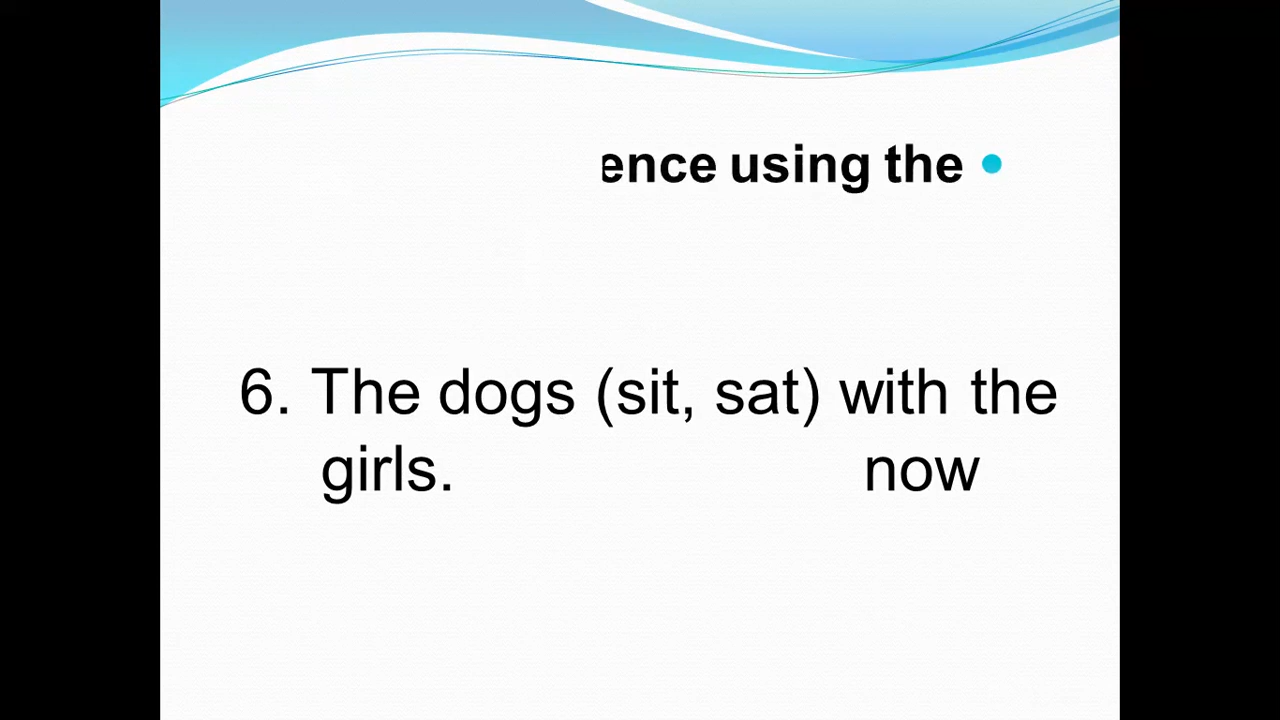 ence using the
6. The dogs (sit, sat) with the
girls. now